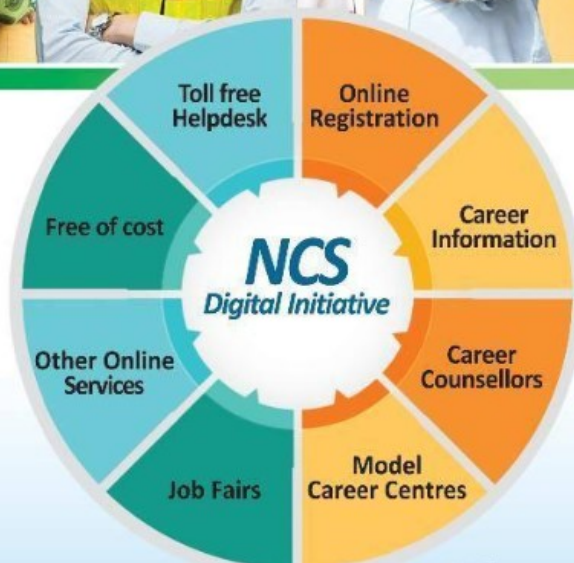 Toll free
Helpdesk
Online
Registration
Free of cost
Career
Information
NCS
Digital Initiative
Other Online
Services
Career
Counsellors
Job Fairs
Model
Career Centres